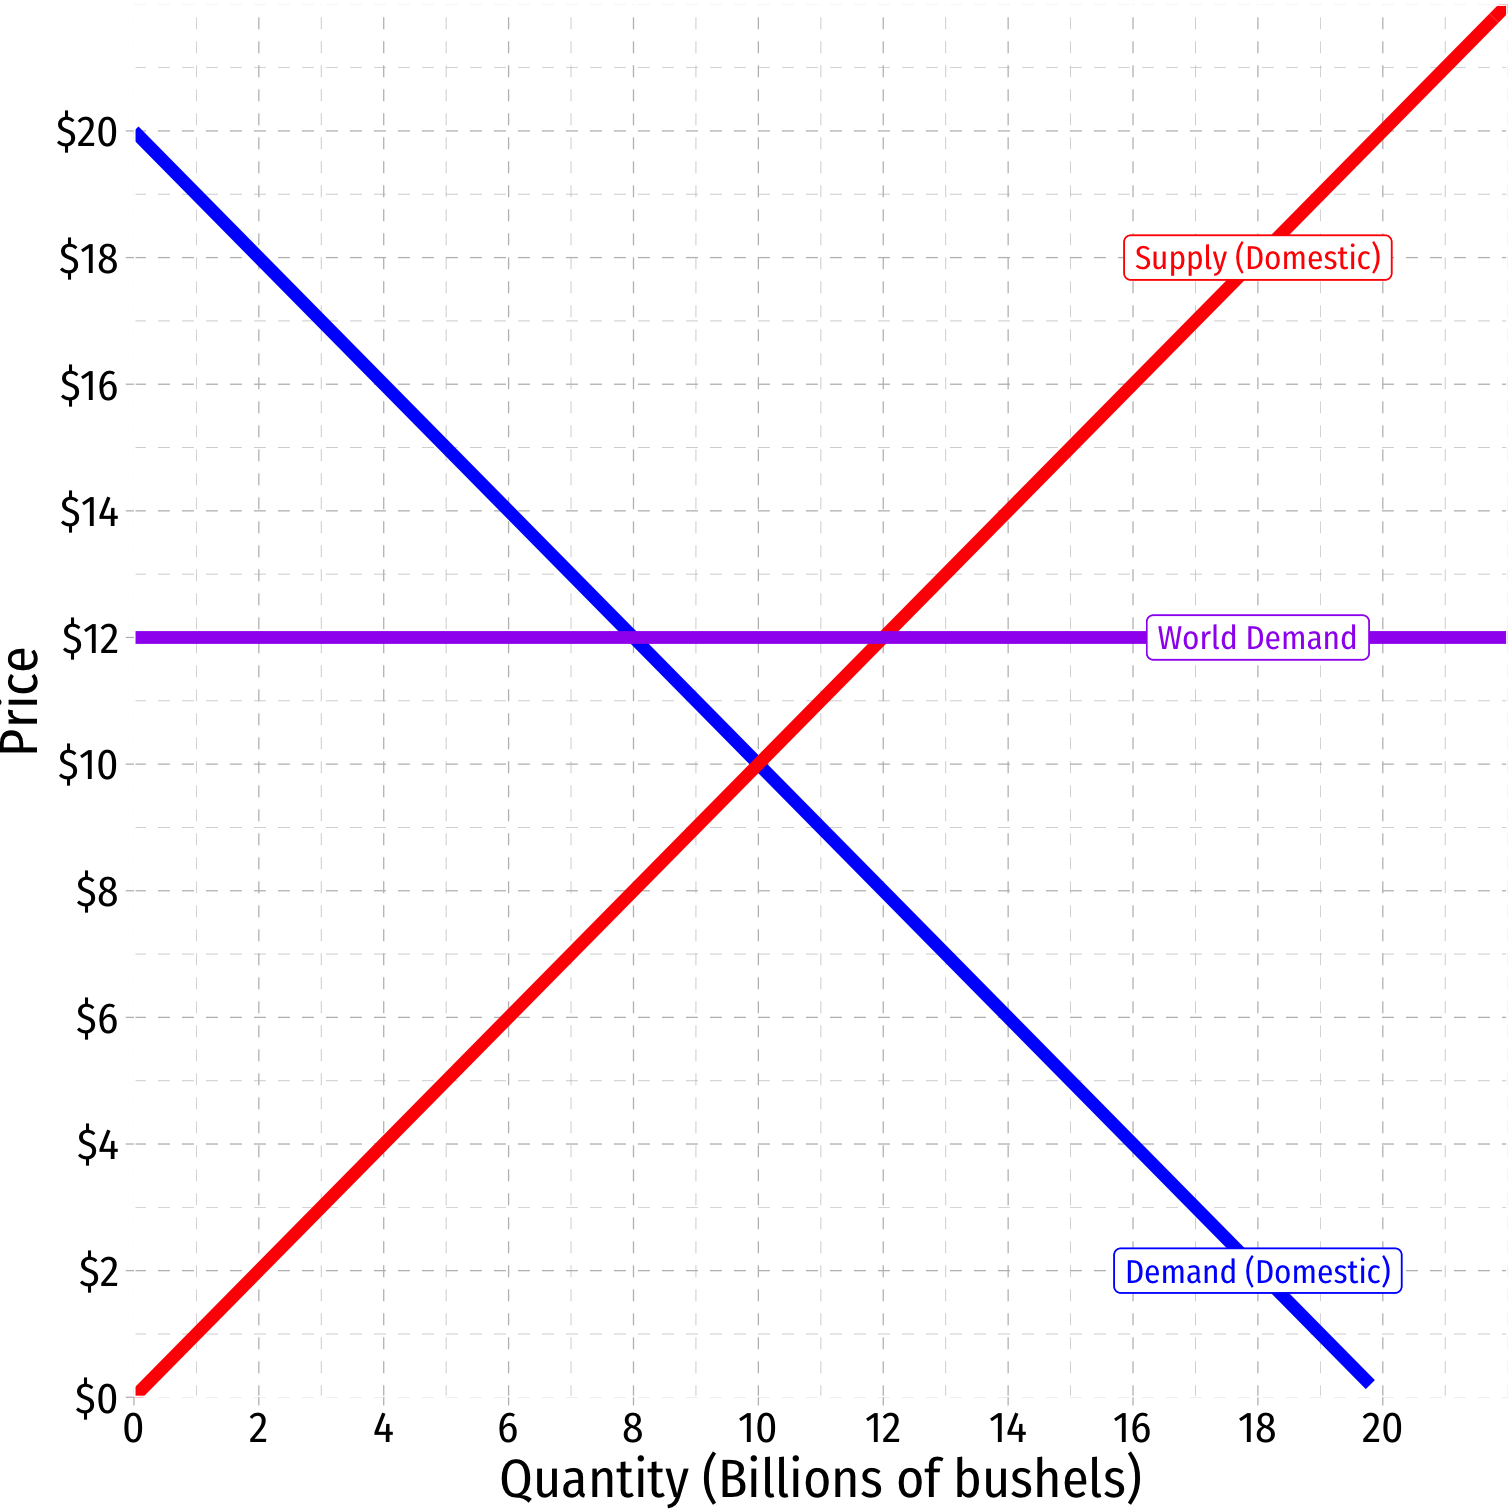 $20
$18
Supply (Domestic)
$16
$14
$12
World Demand
Price
$10
$8
$6
$4
$2
Demand (Domestic)
$0
0 2 4 6 8 10 12 14 16 18 20
Quantity (Billions of bushels)